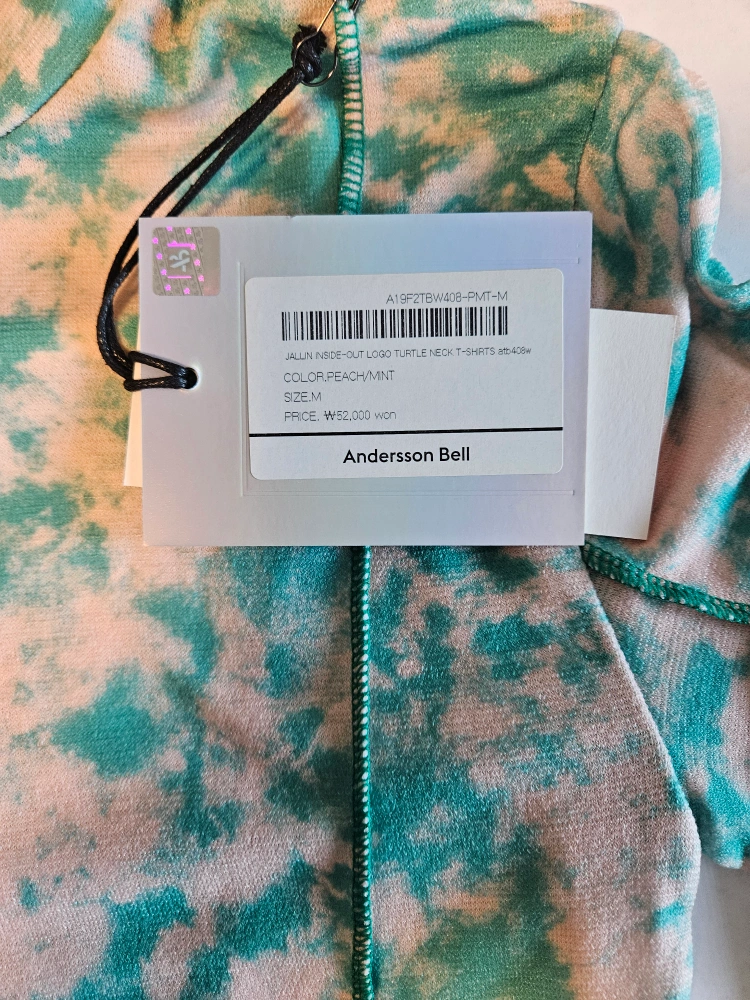 A19F2TBW408-PMT-M
JALLIN INSIDE-OUT LOGO TURTLE NECK T-SHIRTS atb408w
COLOR.PEACH/MINT
SIZE.M
PRICE. ₩52,000 won
Andersson Bell